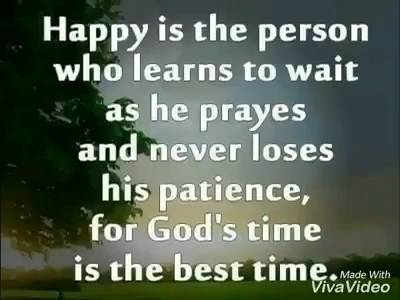 Happy is the person
who learns to wait
as he prayes
and never loses
his patience,
for God's time
is the best time.
Made With
VivaVideo